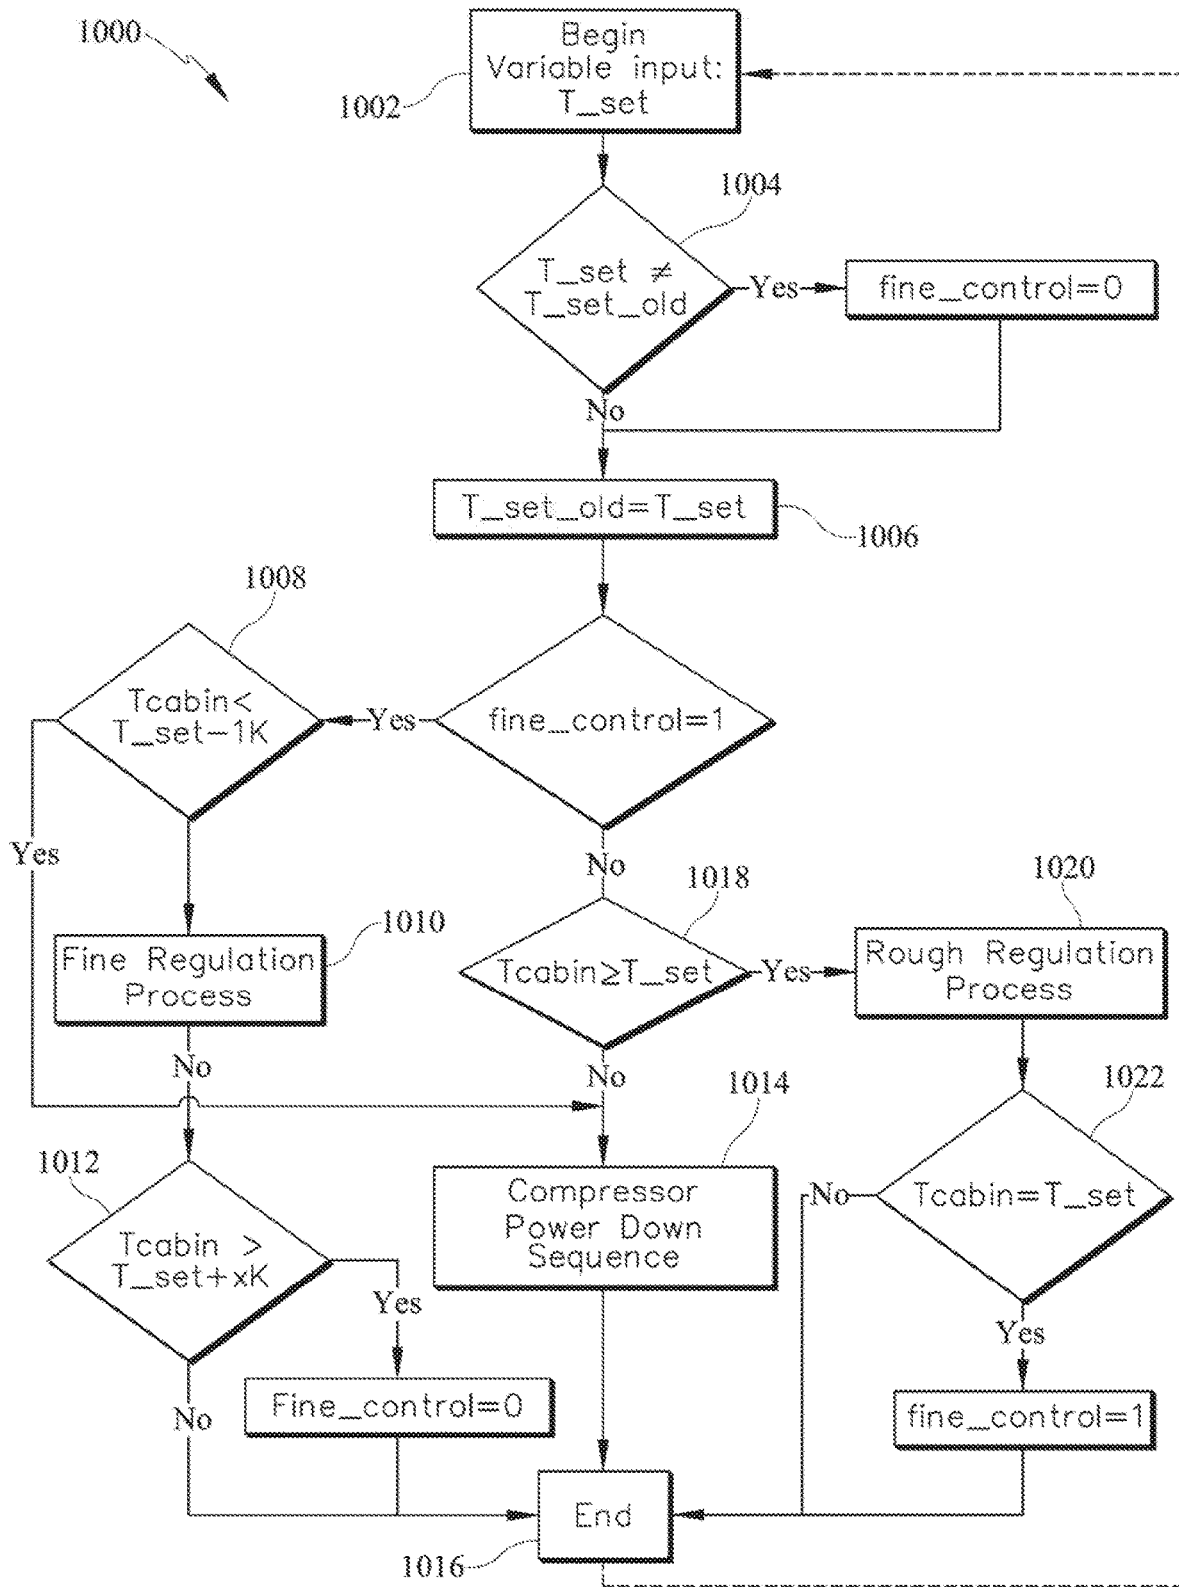 1000
Begin
Variable input:
T_set
1002
1004
T_set ≠
T_set_old
Yes
fine_control=0
No
T_set_old=T_set
1006
1008
Tcabin<
T_set-1K
Yes
fine_control=1
Yes
No
1018
1020
1010
Fine Regulation
Process
Tcabin≥T_set
Yes
Rough Regulation
Process
No
No
1014
1022
1012
Compressor
Power Down
Sequence
No
Tcabin=T_set
Tcabin >
T_set+xK
Yes
Yes
Fine_control=0
No
fine_control=1
End
1016